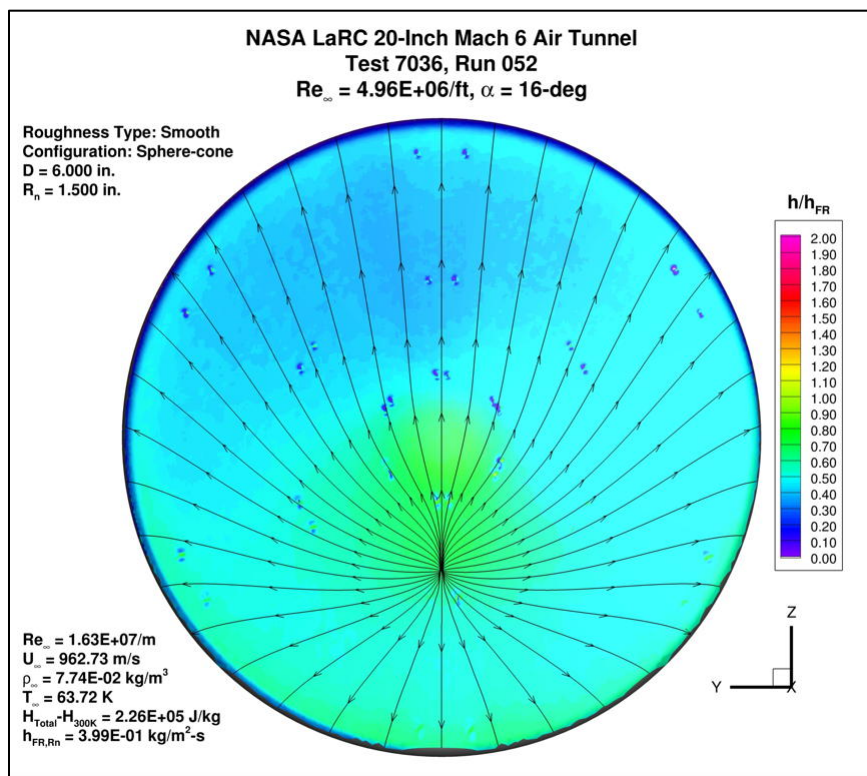 NASA LaRC 20-Inch Mach 6 Air Tunnel
Test 7036, Run 052
Re∞ = 4.96E+06/ft, α = 16-deg
Roughness Type: Smooth
Configuration: Sphere-cone
D = 6.000 in.
Rn = 1.500 in.
h/hFR
2.00
1.90
1.80
1.70
1.60
1.50
1.40
1.30
1.20
1.10
1.00
0.90
0.80
0.70
0.60
0.50
0.40
0.30
0.20
0.10
0.00
Re∞ = 1.63E+07/m
U∞ = 962.73 m/s
ρ∞ = 7.74E-02 kg/m³
T∞ = 63.72 K
HTotal-H300K = 2.26E+05 J/kg
hFR,Rn = 3.99E-01 kg/m²-s
Z
Y
X